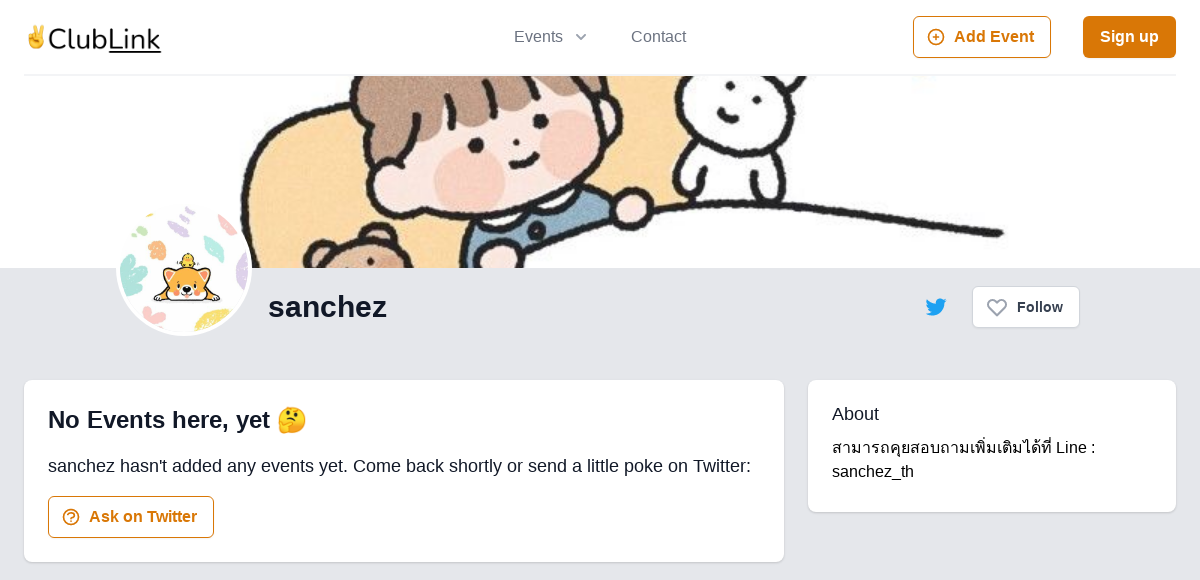 ✌️ClubLink
Events
Contact
Add Event
Sign up
sanchez
Follow
No Events here, yet 🤔
sanchez hasn't added any events yet. Come back shortly or send a little poke on Twitter:
Ask on Twitter
About
สามารถคุยสอบถามเพิ่มเติมได้ที่ Line :
sanchez_th